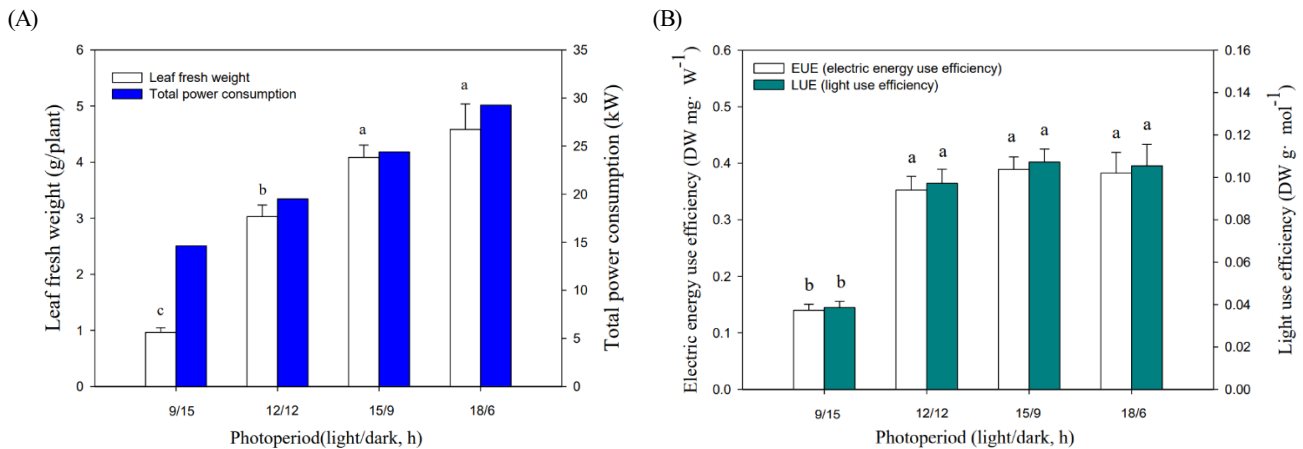 (A)
Leaf fresh weight
Total power consumption
Leaf fresh weight (g/plant)
6
5
4
3
2
1
0
c
b
a
a
35
30
25
20
15
10
5
0
Total power consumption (kW)
9/15
12/12
15/9
18/6
Photoperiod(light/dark, h)
(B)
EUE (electric energy use efficiency)
LUE (light use efficiency)
Electric energy use efficiency (DW mg· W⁻¹)
0.6
0.5
0.4
0.3
0.2
0.1
0.0
b b
a a
a a
a a
0.16
0.14
0.12
0.10
0.08
0.06
0.04
0.02
0.00
Light use efficiency (DW g· mol⁻¹)
9/15
12/12
15/9
18/6
Photoperiod (light/dark, h)